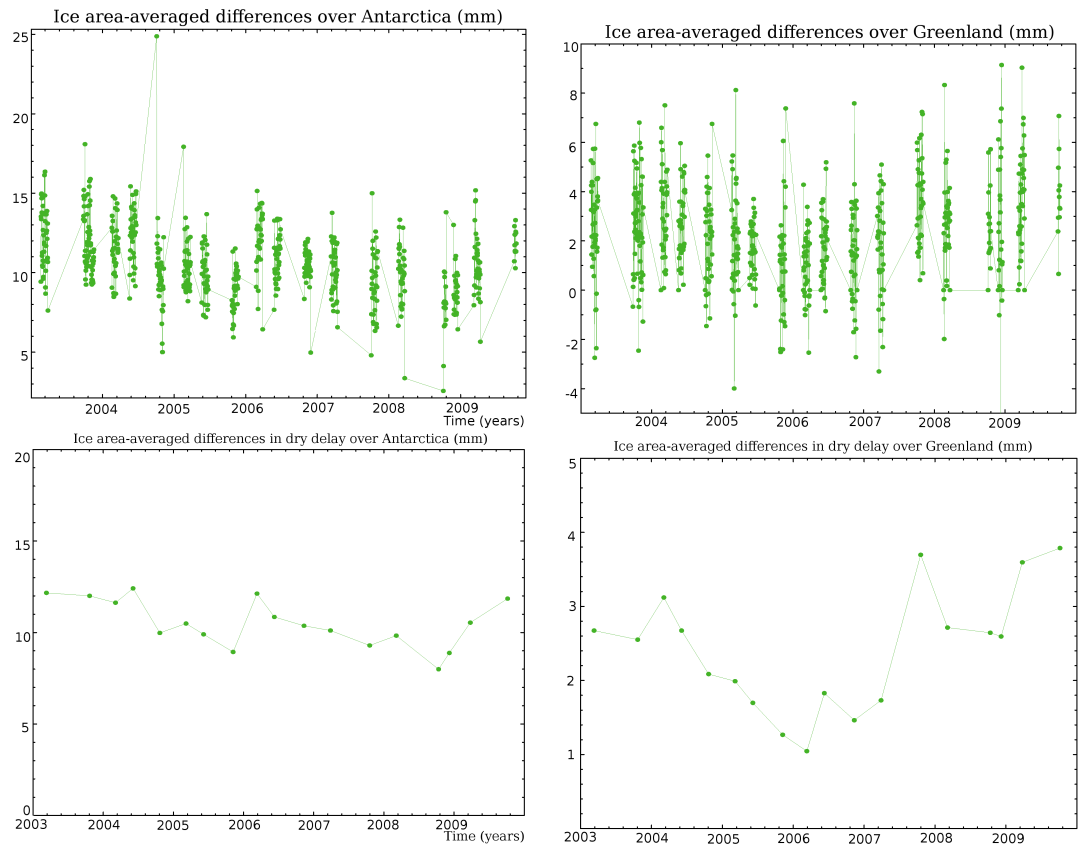 Ice area-averaged differences over Antarctica (mm)
25
20
15
10
5
2004 2005 2006 2007 2008 2009
Time (years)
Ice area-averaged differences over Greenland (mm)
10
8
6
4
2
0
-2
-4
2004 2005 2006 2007 2008 2009
Ice area-averaged differences in dry delay over Antarctica (mm)
20
15
10
5
0
2003 2004 2005 2006 2007 2008 2009
Time (years)
Ice area-averaged differences in dry delay over Greenland (mm)
5
4
3
2
1
2003 2004 2005 2006 2007 2008 2009